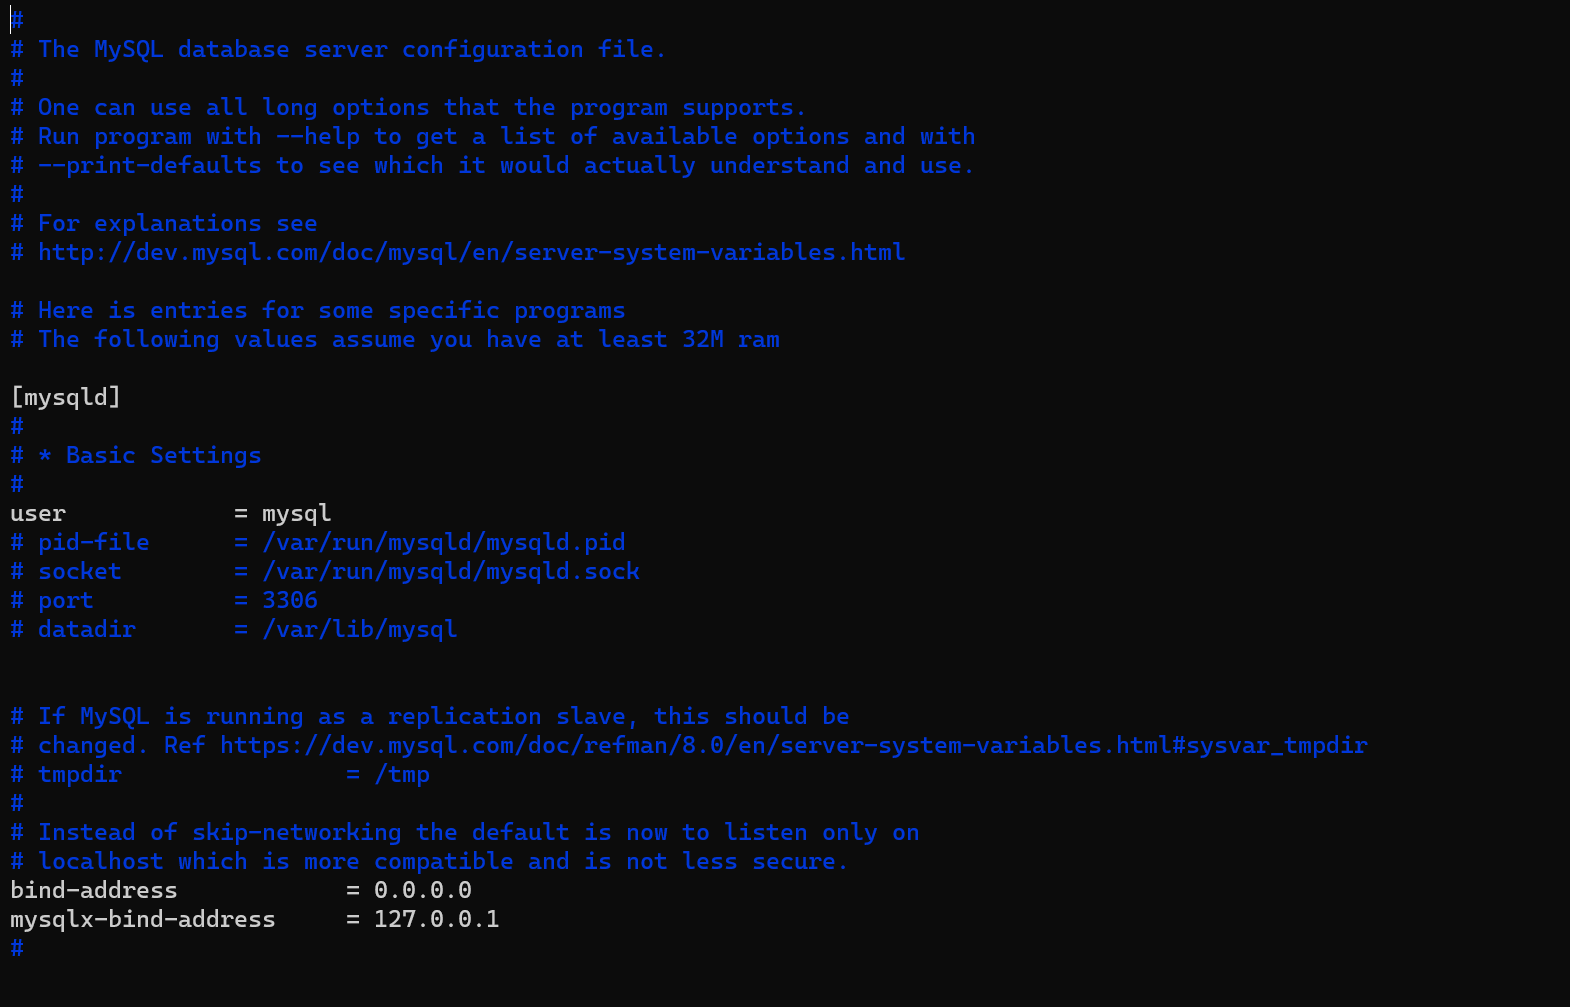 #
# The MySQL database server configuration file.
#
# One can use all long options that the program supports.
# Run program with --help to get a list of available options and with
# --print-defaults to see which it would actually understand and use.
#
# For explanations see
# http://dev.mysql.com/doc/mysql/en/server-system-variables.html

# Here is entries for some specific programs
# The following values assume you have at least 32M ram

[mysqld]
#
# * Basic Settings
#
user            = mysql
# pid-file      = /var/run/mysqld/mysqld.pid
# socket        = /var/run/mysqld/mysqld.sock
# port          = 3306
# datadir       = /var/lib/mysql


# If MySQL is running as a replication slave, this should be
# changed. Ref https://dev.mysql.com/doc/refman/8.0/en/server-system-variables.html#sysvar_tmpdir
# tmpdir                = /tmp
#
# Instead of skip-networking the default is now to listen only on
# localhost which is more compatible and is not less secure.
bind-address            = 0.0.0.0
mysqlx-bind-address     = 127.0.0.1
#